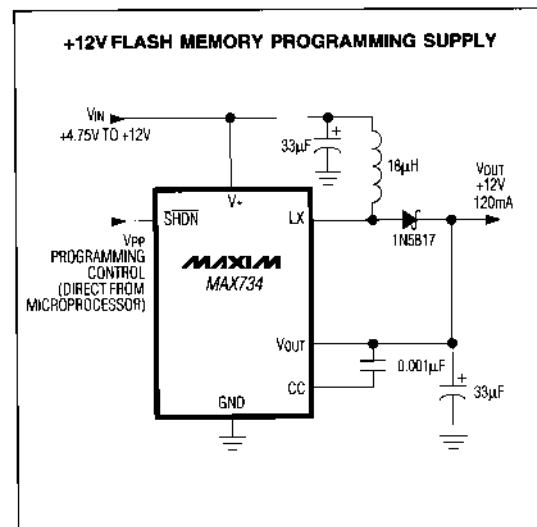 +12V FLASH MEMORY PROGRAMMING SUPPLY
VIN
+4.75V TO +12V
33µF
+
18µH
VOUT
+12V
120mA
V+
SHDN
LX
1N5817
VPP
PROGRAMMING
CONTROL
(DIRECT FROM
MICROPROCESSOR)
MAXIM
MAX734
VOUT
0.001µF
CC
+
33µF
GND